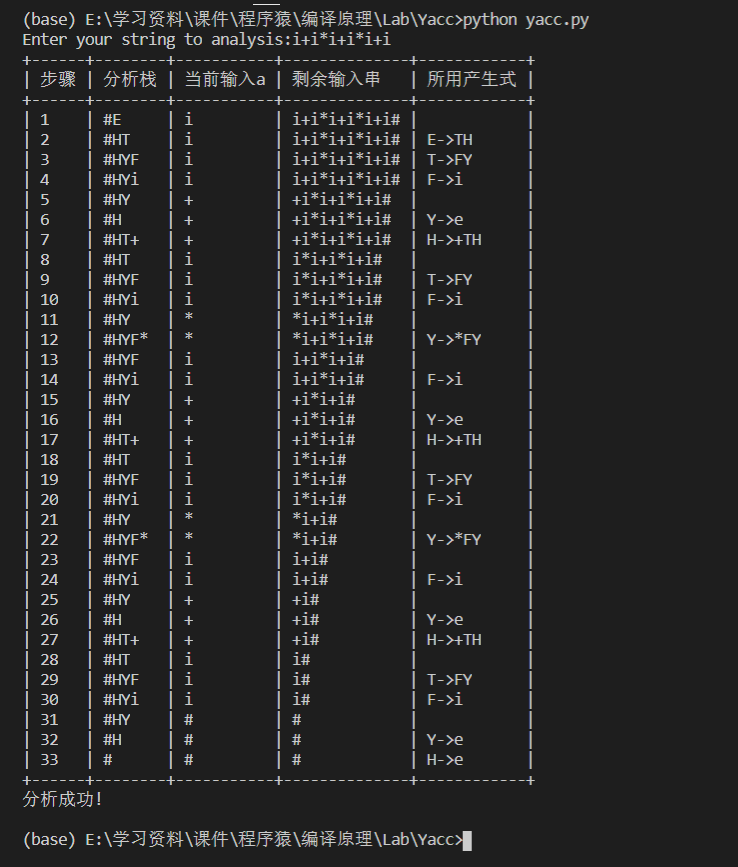 (base) E:\学习资料\课件\程序猿\编译原理\Lab\Yacc>python yacc.py
Enter your string to analysis:i+i*i+i*i+i
+------+--------+-----------+--------------+------------+
| 步骤 | 分析栈 | 当前输入a | 剩余输入串   | 所用产生式 |
+------+--------+-----------+--------------+------------+
| 1    | #E     | i         | i+i*i+i*i+i# |            |
| 2    | #HT    | i         | i+i*i+i*i+i# | E->TH      |
| 3    | #HYF   | i         | i+i*i+i*i+i# | T->FY      |
| 4    | #HYi   | i         | i+i*i+i*i+i# | F->i       |
| 5    | #HY    | +         | +i*i+i*i+i#  |            |
| 6    | #H     | +         | +i*i+i*i+i#  | Y->e       |
| 7    | #HT+   | +         | +i*i+i*i+i#  | H->+TH     |
| 8    | #HT    | i         | i*i+i*i+i#   |            |
| 9    | #HYF   | i         | i*i+i*i+i#   | T->FY      |
| 10   | #HYi   | i         | i*i+i*i+i#   | F->i       |
| 11   | #HY    | *         | *i+i*i+i#    |            |
| 12   | #HYF*  | *         | *i+i*i+i#    | Y->*FY     |
| 13   | #HYF   | i         | i+i*i+i#     |            |
| 14   | #HYi   | i         | i+i*i+i#     | F->i       |
| 15   | #HY    | +         | +i*i+i#      |            |
| 16   | #H     | +         | +i*i+i#      | Y->e       |
| 17   | #HT+   | +         | +i*i+i#      | H->+TH     |
| 18   | #HT    | i         | i*i+i#       |            |
| 19   | #HYF   | i         | i*i+i#       | T->FY      |
| 20   | #HYi   | i         | i*i+i#       | F->i       |
| 21   | #HY    | *         | *i+i#        |            |
| 22   | #HYF*  | *         | *i+i#        | Y->*FY     |
| 23   | #HYF   | i         | i+i#         |            |
| 24   | #HYi   | i         | i+i#         | F->i       |
| 25   | #HY    | +         | +i#          |            |
| 26   | #H     | +         | +i#          | Y->e       |
| 27   | #HT+   | +         | +i#          | H->+TH     |
| 28   | #HT    | i         | i#           |            |
| 29   | #HYF   | i         | i#           | T->FY      |
| 30   | #HYi   | i         | i#           | F->i       |
| 31   | #HY    | #         | #            |            |
| 32   | #H     | #         | #            | Y->e       |
| 33   | #      | #         | #            | H->e       |
+------+--------+-----------+--------------+------------+
分析成功!
(base) E:\学习资料\课件\程序猿\编译原理\Lab\Yacc>